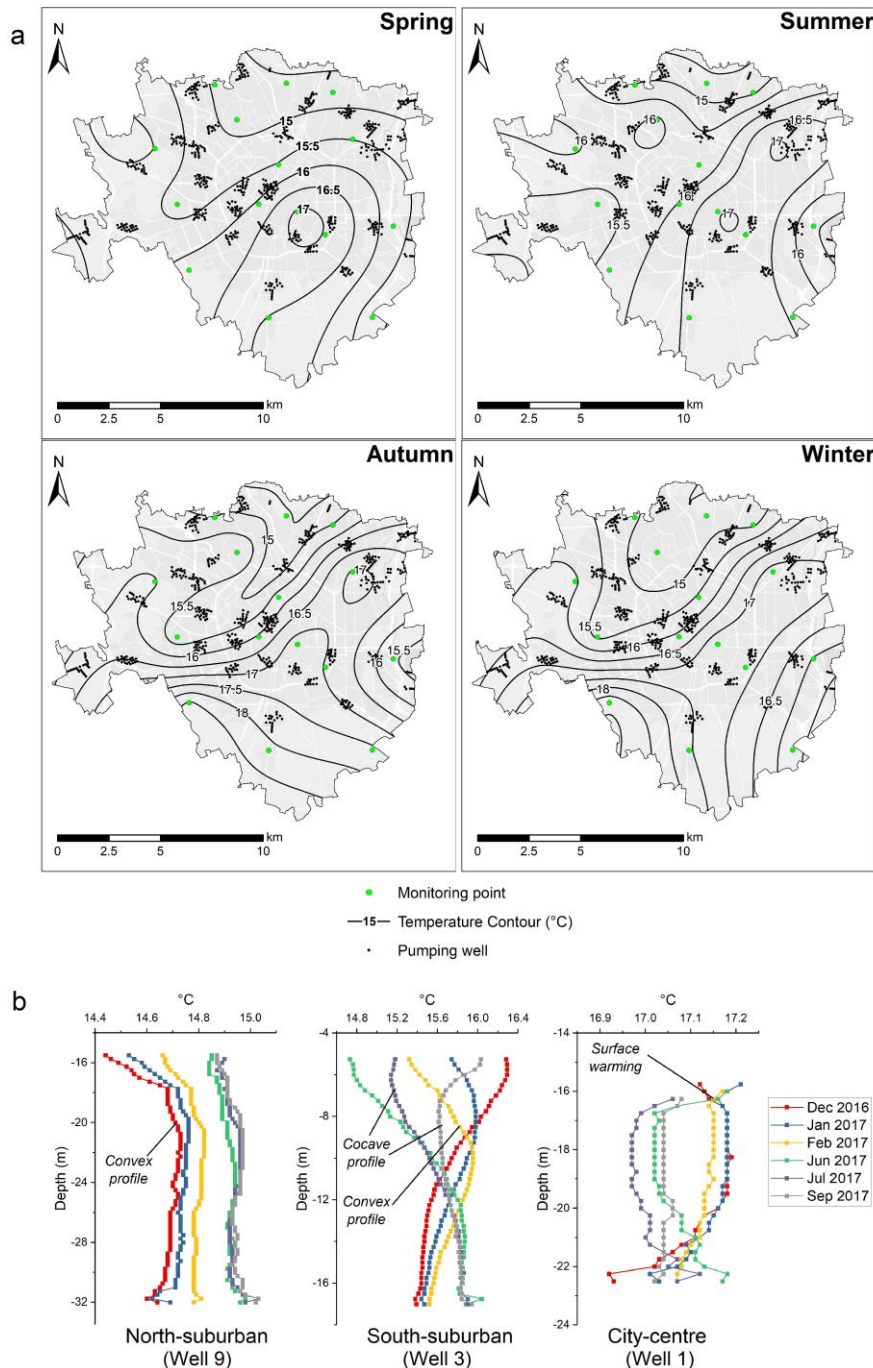 a
Spring
N
15
15.5
16
16.5
17
km
0 2.5 5 10
Summer
N
15
16
16
16.5
17
16
15.5
17
16
km
0 2.5 5 10
Autumn
N
15
15.5
16.5
17
16
17
17.5
18
16
15.5
km
0 2.5 5 10
Winter
N
15
15.5
17
16
16.5
18
16.5
km
0 2.5 5 10
Monitoring point
15 Temperature Contour (°C)
Pumping well
b
°C
14.4 14.6 14.8 15.0
Depth (m)
-16
-20
-24
-28
-32
Convex
profile
North-suburban
(Well 9)
°C
14.8 15.2 15.6 16.0 16.4
Depth (m)
-4
-8
-12
-16
Cocave
profile
Convex
profile
South-suburban
(Well 3)
°C
16.9 17.0 17.1 17.2
Depth (m)
-14
-16
-18
-20
-22
-24
Surface
warming
City-centre
(Well 1)
Dec 2016
Jan 2017
Feb 2017
Jun 2017
Jul 2017
Sep 2017